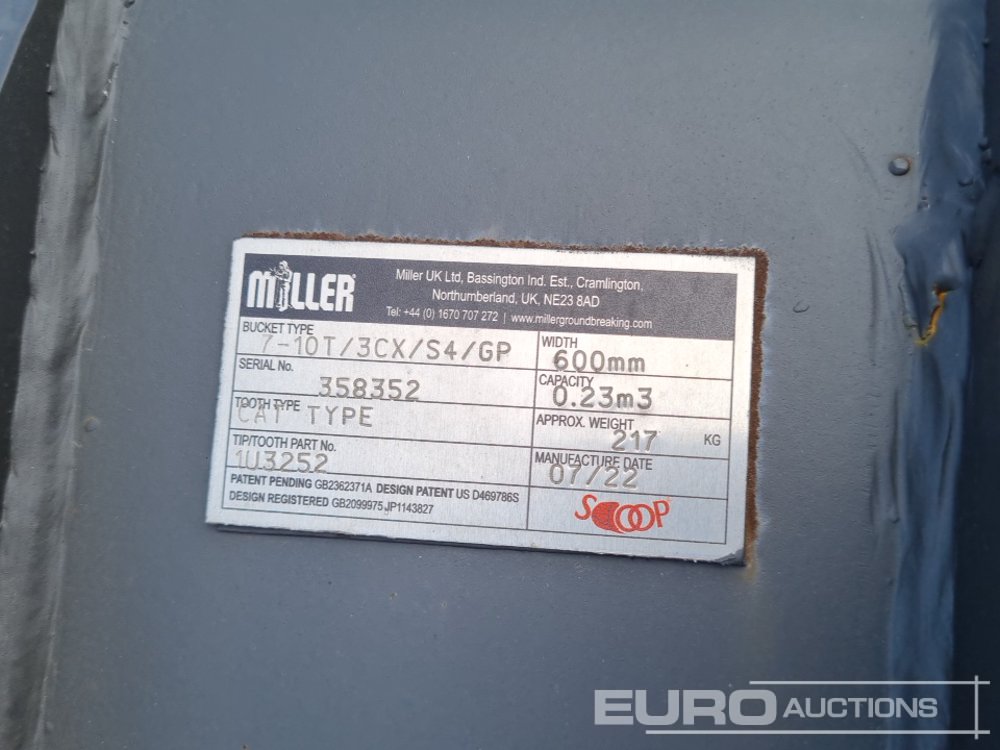 MILLER
Miller UK Ltd, Bassington Ind. Est., Cramlington,
Northumberland, UK, NE23 8AD
Tel: +44 (0) 1670 707 272 | www.millergroundbreaking.com
BUCKET TYPE
7-10T/3CX/S4/GP
WIDTH
600mm
SERIAL No.
358352
CAPACITY
0.23m3
TOOTH TYPE
CAT TYPE
APPROX. WEIGHT
217 KG
TIP/TOOTH PART No.
1U3252
MANUFACTURE DATE
07/22
PATENT PENDING GB2362371A DESIGN PATENT US D469786S
DESIGN REGISTERED GB2099975 JP1143827
SCOOP
EURO AUCTIONS